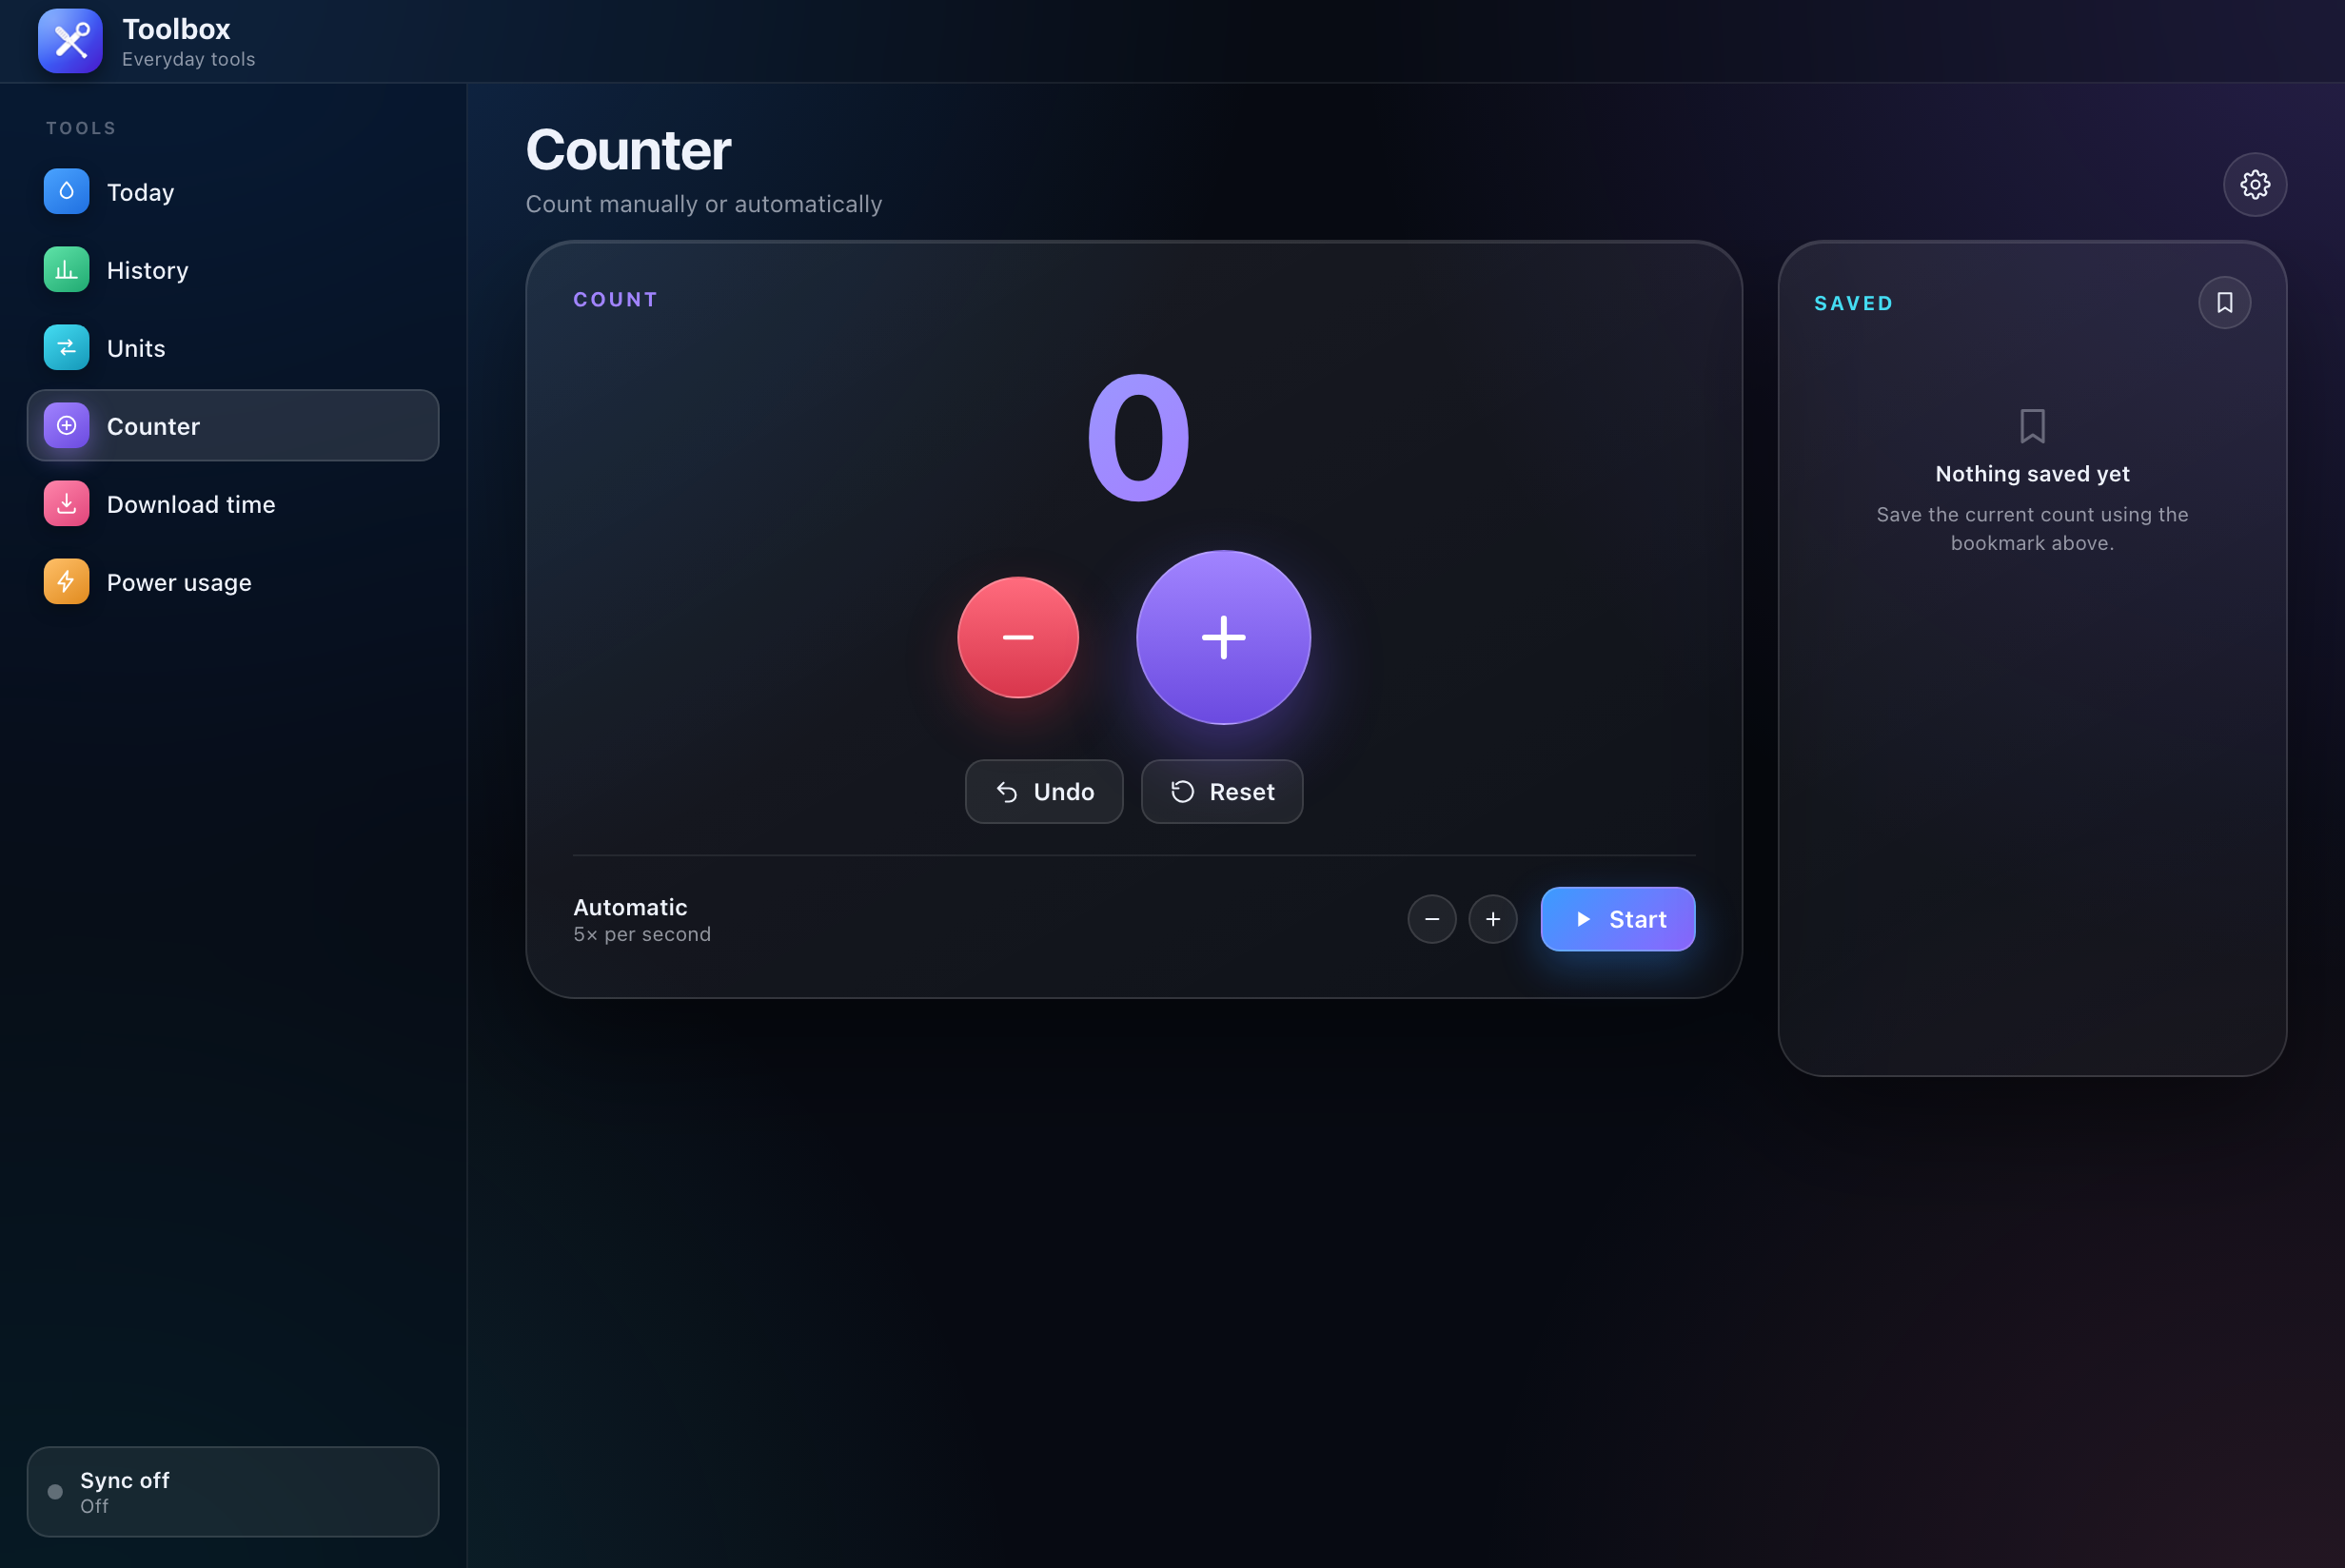 Toolbox
Everyday tools
TOOLS
Today
History
Units
Counter
Download time
Power usage
Sync off
Off
Counter
Count manually or automatically
COUNT
0
Undo
Reset
Automatic
5× per second
Start
SAVED
Nothing saved yet
Save the current count using the
bookmark above.